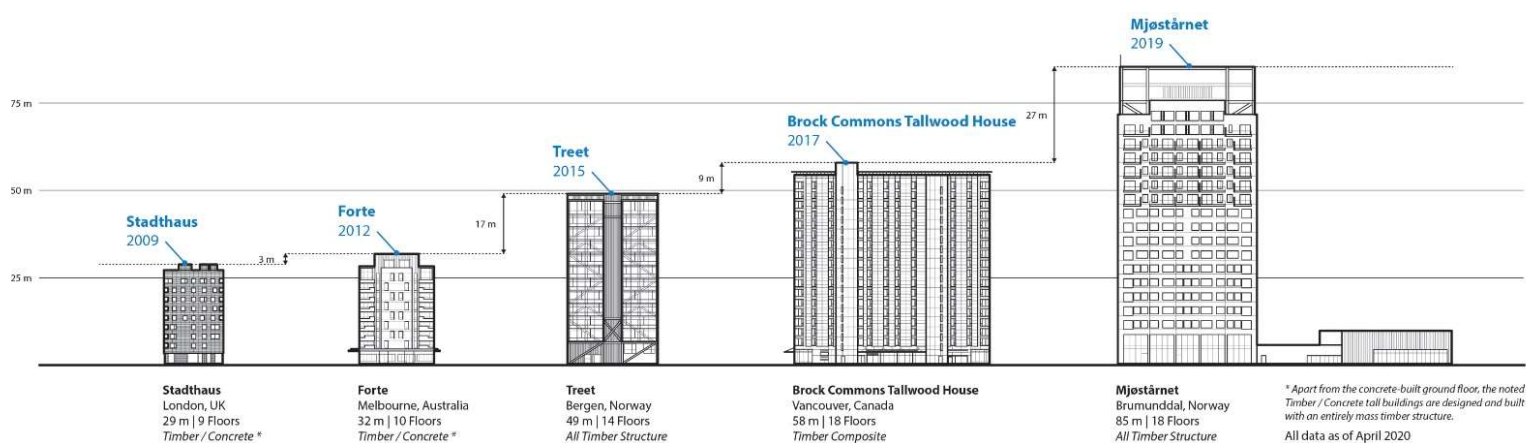 Mjøstårnet
2019
75 m
27 m
Brock Commons Tallwood House
2017
Treet
2015
9 m
50 m
Stadthaus
2009
Forte
2012
17 m
3 m
25 m
Stadthaus
London, UK
29 m | 9 Floors
Timber / Concrete *
Forte
Melbourne, Australia
32 m | 10 Floors
Timber / Concrete *
Treet
Bergen, Norway
49 m | 14 Floors
All Timber Structure
Brock Commons Tallwood House
Vancouver, Canada
58 m | 18 Floors
Timber Composite
Mjøstårnet
Brumunddal, Norway
85 m | 18 Floors
All Timber Structure
* Apart from the concrete-built ground floor, the noted
Timber / Concrete tall buildings are designed and built
with an entirely mass timber structure.
All data as of April 2020